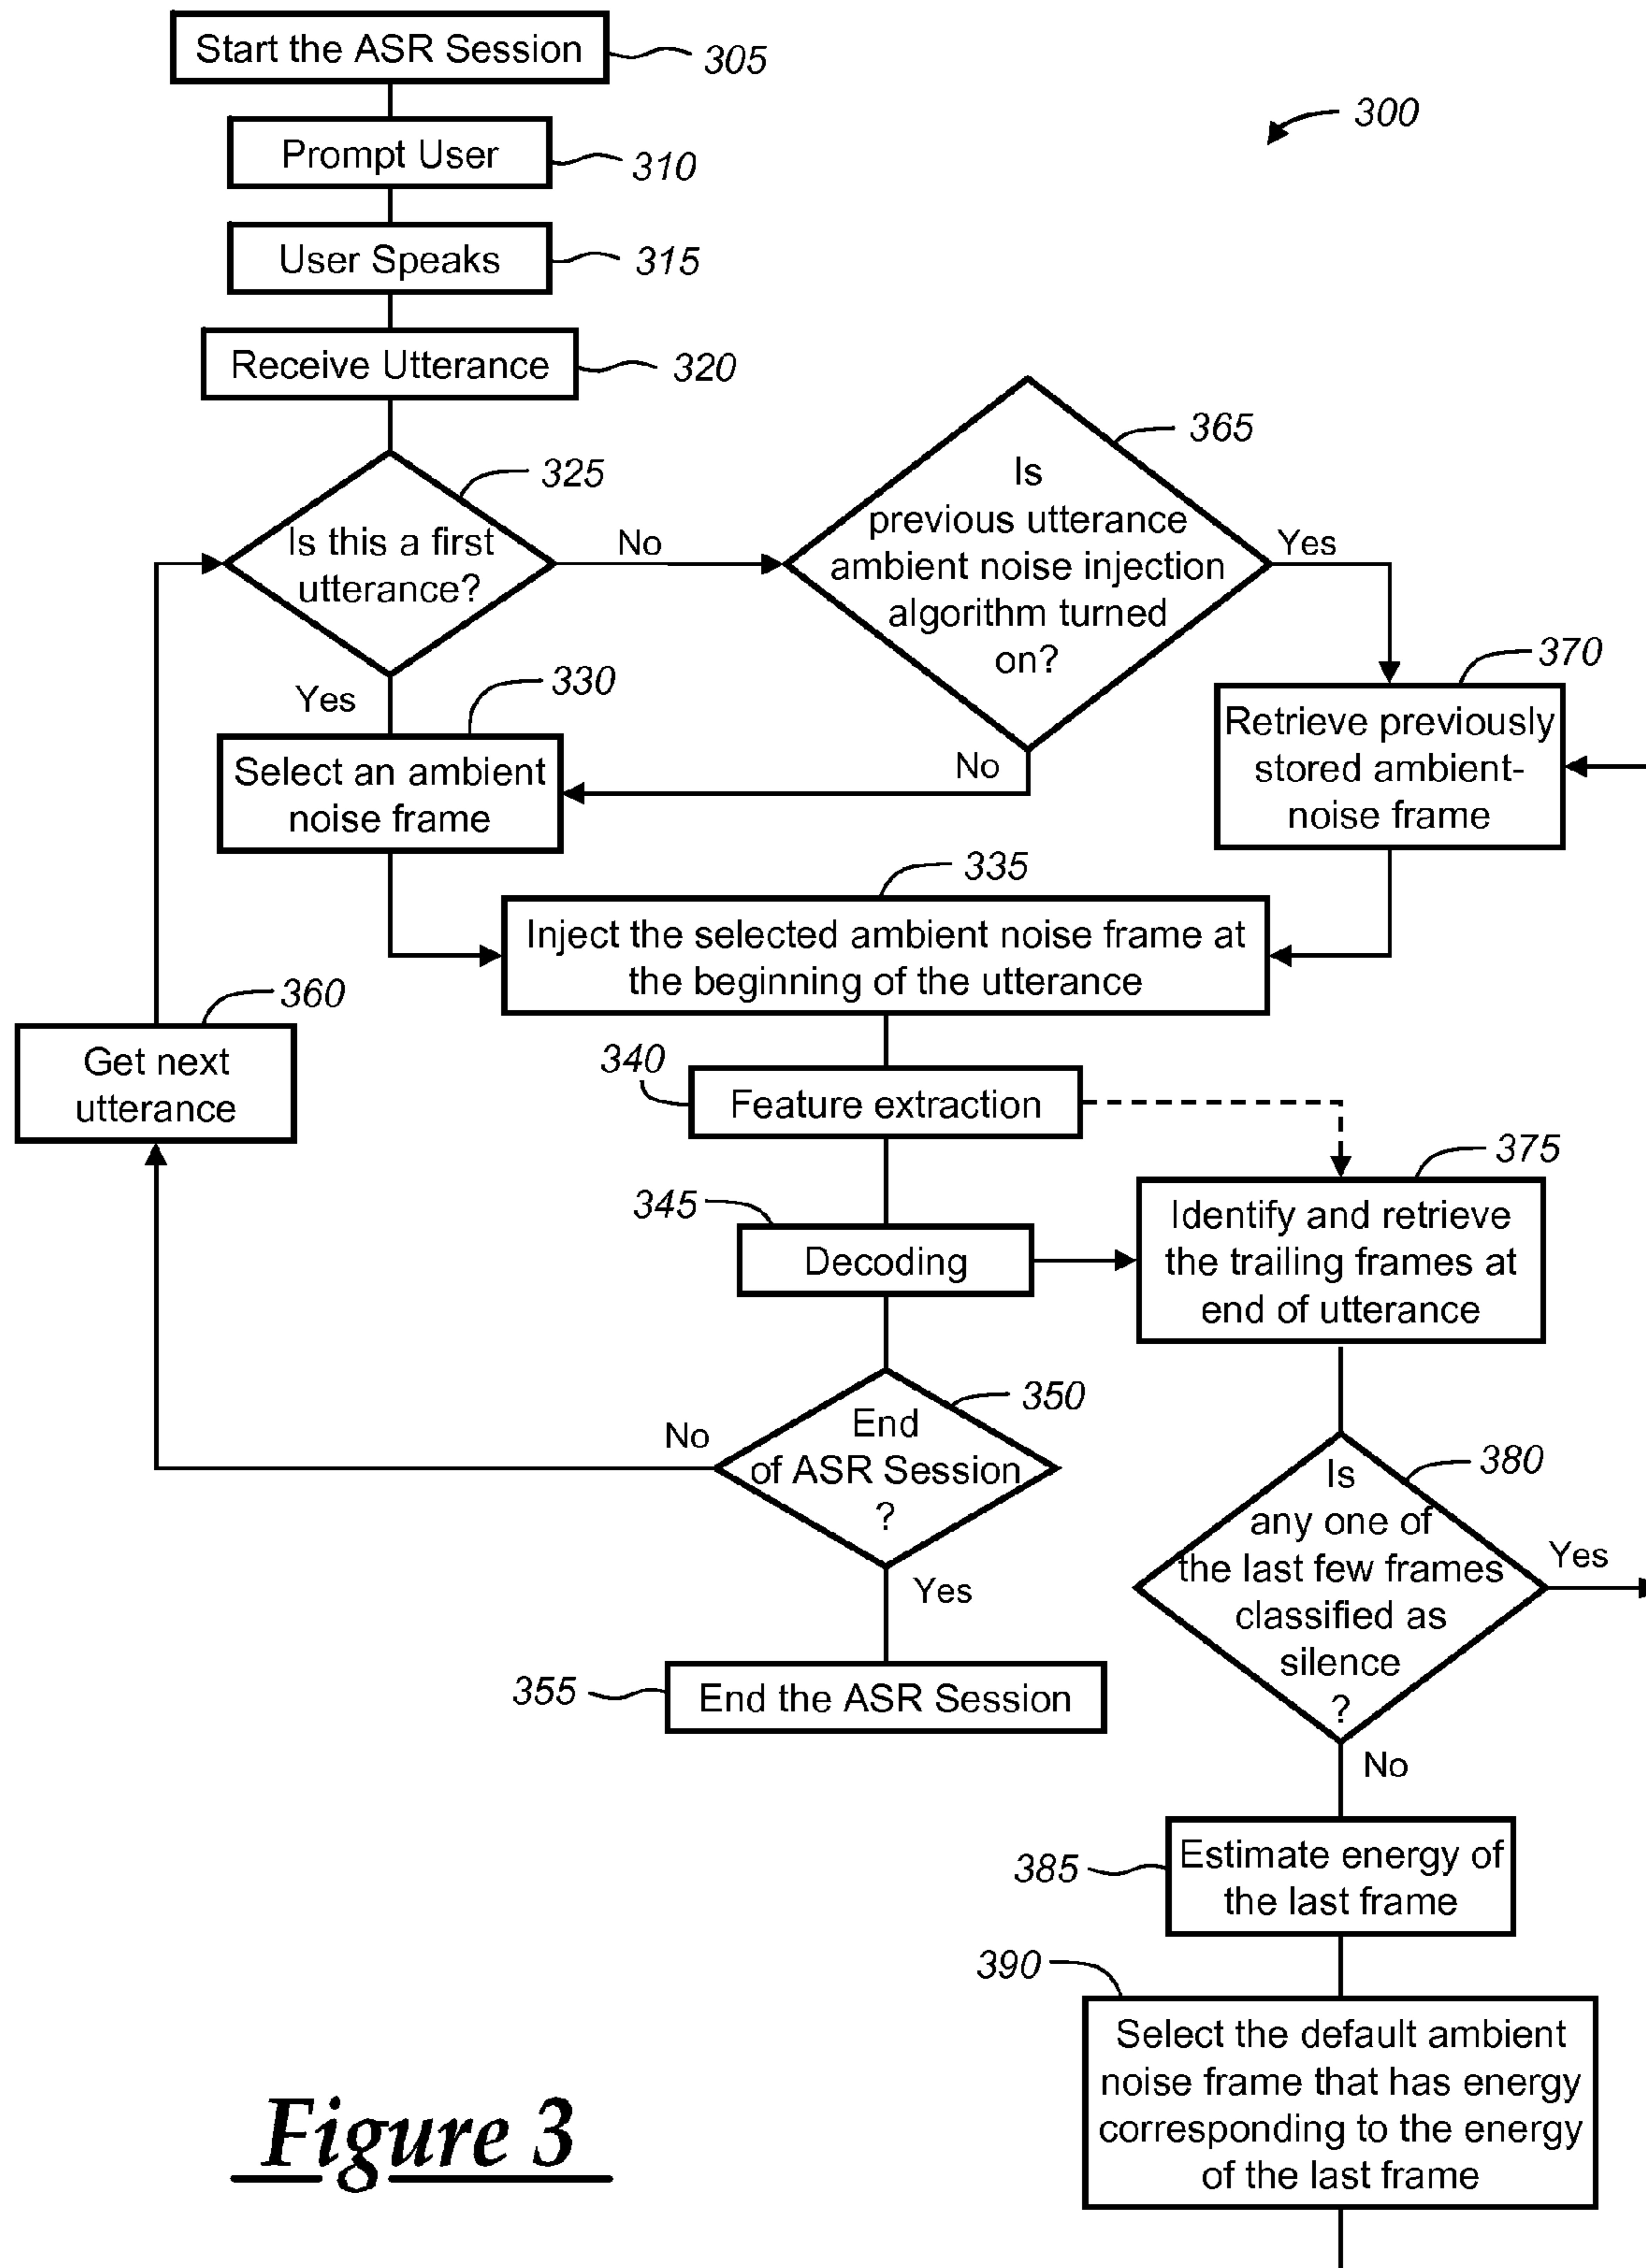 Start the ASR Session
305
300
Prompt User
310
User Speaks
315
Receive Utterance
320
325
Is this a first
utterance?
No
Yes
365
Is
previous utterance
ambient noise injection
algorithm turned
on?
Yes
No
330
Select an ambient
noise frame
370
Retrieve previously
stored ambient-
noise frame
335
Inject the selected ambient noise frame at
the beginning of the utterance
360
Get next
utterance
340
Feature extraction
345
Decoding
375
Identify and retrieve
the trailing frames at
end of utterance
350
End
of ASR Session
?
No
Yes
355
End the ASR Session
380
Is
any one of
the last few frames
classified as
silence
?
Yes
No
385
Estimate energy of
the last frame
390
Select the default ambient
noise frame that has energy
corresponding to the energy
of the last frame
Figure 3